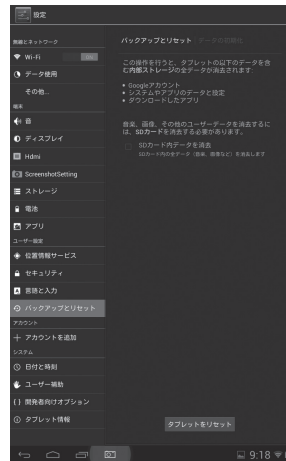 設定
無線とネットワーク
Wi-Fi
ON
データ使用
その他...
端末
音
ディスプレイ
Hdmi
ScreenshotSetting
ストレージ
電池
アプリ
ユーザー設定
位置情報サービス
セキュリティ
言語と入力
バックアップとリセット
アカウント
アカウントを追加
システム
日付と時刻
ユーザー補助
{ } 開発者向けオプション
タブレット情報
バックアップとリセット データの初期化
この操作を行うと、タブレットの以下のデータを含
む内部ストレージの全データが消去されます:
• Googleアカウント
• システムやアプリのデータと設定
• ダウンロードしたアプリ
音楽、画像、その他のユーザーデータを消去するに
は、SDカードを消去する必要があります。
SDカード内データを消去
SDカード内の全データ（音楽、画像など）を消去します
タブレットをリセット
9:18